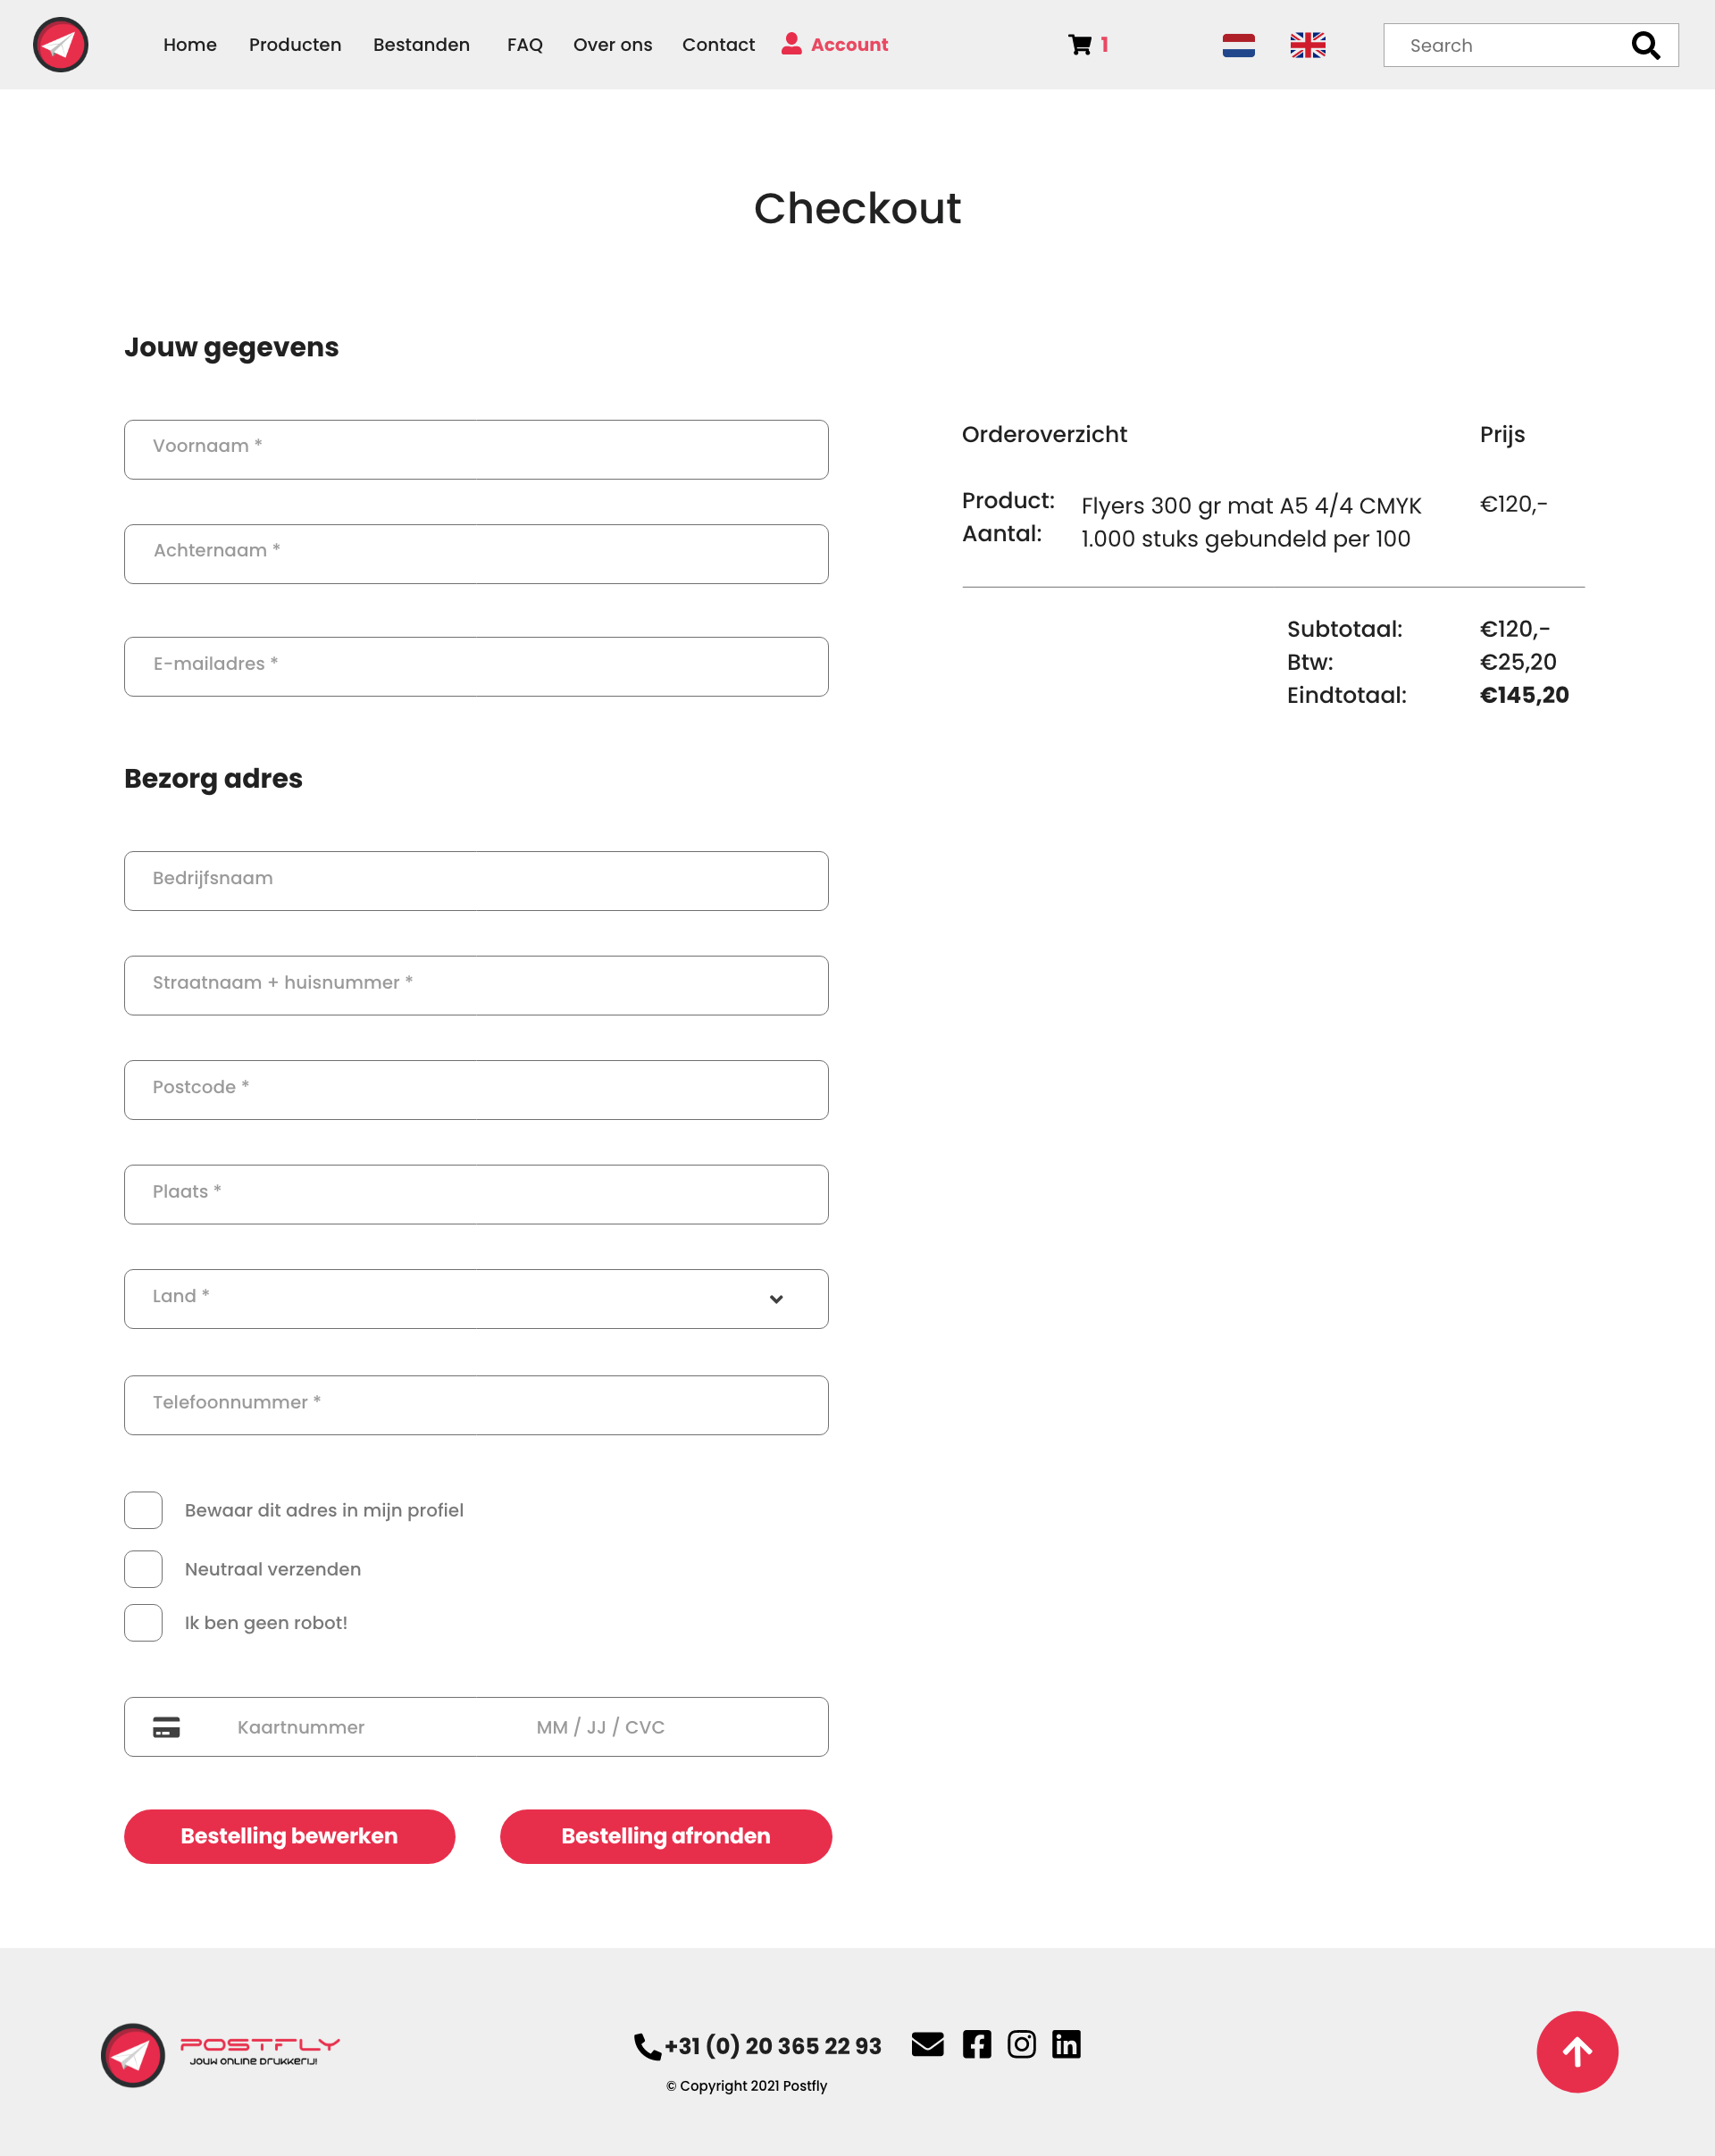 Home Producten Bestanden FAQ Over ons Contact Account 1 Search
Checkout
Jouw gegevens
Voornaam *
Achternaam *
E-mailadres *
Orderoverzicht Prijs
Product: Flyers 300 gr mat A5 4/4 CMYK €120,-
Aantal: 1.000 stuks gebundeld per 100
Subtotaal: €120,-
Btw: €25,20
Eindtotaal: €145,20
Bezorg adres
Bedrijfsnaam
Straatnaam + huisnummer *
Postcode *
Plaats *
Land *
Telefoonnummer *
Bewaar dit adres in mijn profiel
Neutraal verzenden
Ik ben geen robot!
Kaartnummer MM / JJ / CVC
Bestelling bewerken Bestelling afronden
POSTFLY
Jouw online drukkerij!
+31 (0) 20 365 22 93
© Copyright 2021 Postfly